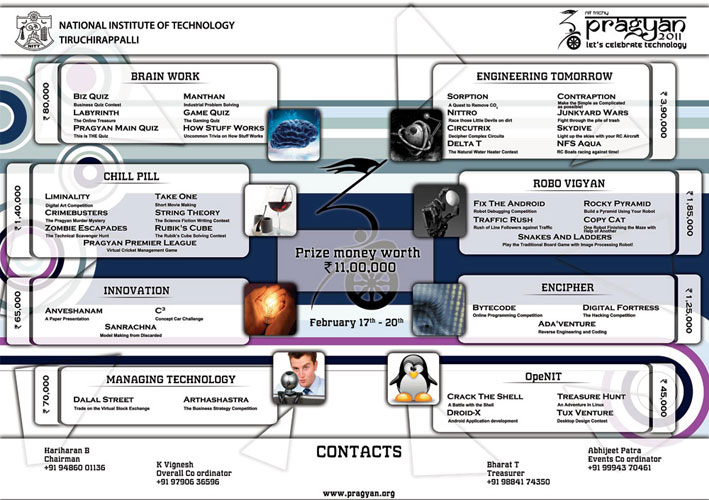 NATIONAL INSTITUTE OF TECHNOLOGY
TIRUCHIRAPPALLI
NITT
nit trichy
pragyan
2011
let's celebrate technology
₹ 80,000
BRAIN WORK
BIZ QUIZ
Business Quiz Contest
LABYRINTH
The Online Treasure
PRAGYAN MAIN QUIZ
This is THE Quiz
MANTHAN
Industrial Problem Solving
GAME QUIZ
The Gaming Quiz
HOW STUFF WORKS
Uncommon Trivia on How Stuff Works
ENGINEERING TOMORROW
SORPTION
A Quest to Remove CO2
NITTRO
Race those Little Devils on dirt
CIRCUTRIX
Decipher Complex Circuits
DELTA T
The Natural Water Heater Contest
CONTRAPTION
Make the Simple as Complicated
as possible!
JUNKYARD WARS
Fight through the pile of trash
SKYDIVE
Light up the skies with your RC Aircraft
NFS AQUA
RC Boats racing against time!
₹ 3,90,000
₹ 1,40,000
CHILL PILL
LIMINALITY
Digital Art Competition
CRIMEBUSTERS
The Pragyan Murder Mystery
ZOMBIE ESCAPADES
The Technical Scavenger Hunt
TAKE ONE
Short Movie Making
STRING THEORY
The Science Fiction Writing Contest
RUBIK'S CUBE
The Rubik's Cube Solving Contest
PRAGYAN PREMIER LEAGUE
Virtual Cricket Management Game
Prize money worth
₹ 11,00,000
ROBO VIGYAN
FIX THE ANDROID
Robot Debugging Competition
TRAFFIC RUSH
Rush of Line Followers against Traffic
ROCKY PYRAMID
Build a Pyramid Using Your Robot
COPY CAT
One Robot Finishing the Maze with
Help of Another
SNAKES AND LADDERS
Play the Traditional Board Game with Image Processing Robot!
₹ 1,85,000
₹ 65,000
INNOVATION
ANVESHANAM
A Paper Presentation
C3
Concept Car Challenge
SANRACHNA
Model Making from Discarded
February 17th - 20th
ENCIPHER
BYTECODE
Online Programming Competition
DIGITAL FORTRESS
The Hacking Competition
ADA'VENTURE
Reverse Engineering and Coding
₹ 1,25,000
₹ 70,000
MANAGING TECHNOLOGY
DALAL STREET
Trade on the Virtual Stock Exchange
ARTHASHASTRA
The Business Strategy Competition
OpeNIT
CRACK THE SHELL
A Battle with the Shell
DROID-X
Android Application development
TREASURE HUNT
An Adventure in Linux
TUX VENTURE
Desktop Design Contest
₹ 45,000
CONTACTS
Hariharan B
Chairman
+91 94860 01136
K Vignesh
Overall Co ordinator
+91 97906 36596
Bharat T
Treasurer
+91 98841 74350
Abhijeet Patra
Events Co ordinator
+91 99943 70461
www.pragyan.org